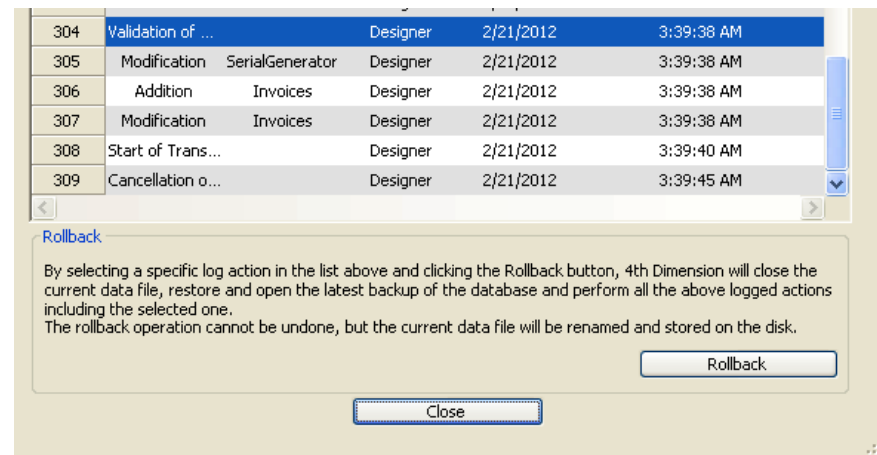 304 Validation of ... Designer 2/21/2012 3:39:38 AM
305 Modification SerialGenerator Designer 2/21/2012 3:39:38 AM
306 Addition Invoices Designer 2/21/2012 3:39:38 AM
307 Modification Invoices Designer 2/21/2012 3:39:38 AM
308 Start of Trans... Designer 2/21/2012 3:39:40 AM
309 Cancellation o... Designer 2/21/2012 3:39:45 AM
Rollback
By selecting a specific log action in the list above and clicking the Rollback button, 4th Dimension will close the
current data file, restore and open the latest backup of the database and perform all the above logged actions
including the selected one.
The rollback operation cannot be undone, but the current data file will be renamed and stored on the disk.
Rollback
Close